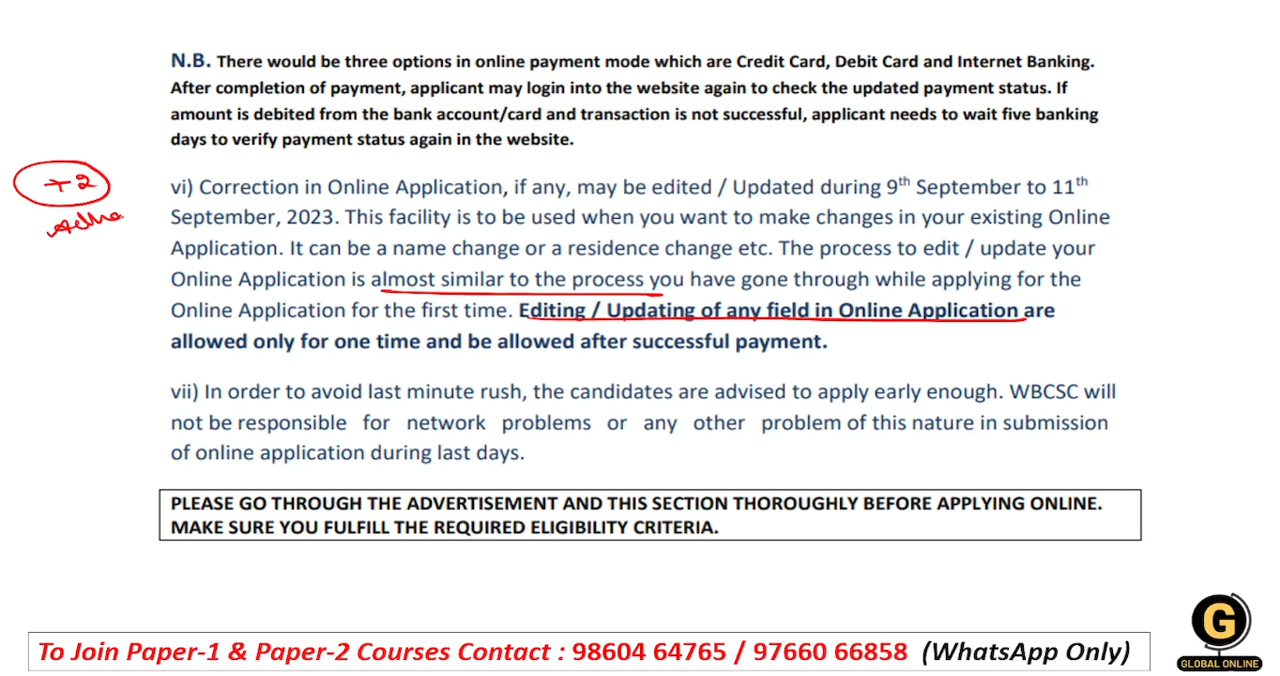 N.B. There would be three options in online payment mode which are Credit Card, Debit Card and Internet Banking.
After completion of payment, applicant may login into the website again to check the updated payment status. If
amount is debited from the bank account/card and transaction is not successful, applicant needs to wait five banking
days to verify payment status again in the website.
+2
vi) Correction in Online Application, if any, may be edited / Updated during 9th September to 11th
September, 2023. This facility is to be used when you want to make changes in your existing Online
Application. It can be a name change or a residence change etc. The process to edit / update your
Online Application is almost similar to the process you have gone through while applying for the
Online Application for the first time. Editing / Updating of any field in Online Application are
allowed only for one time and be allowed after successful payment.
vii) In order to avoid last minute rush, the candidates are advised to apply early enough. WBCSC will
not be responsible for network problems or any other problem of this nature in submission
of online application during last days.
PLEASE GO THROUGH THE ADVERTISEMENT AND THIS SECTION THOROUGHLY BEFORE APPLYING ONLINE.
MAKE SURE YOU FULFILL THE REQUIRED ELIGIBILITY CRITERIA.
To Join Paper-1 & Paper-2 Courses Contact : 98604 64765 / 97660 66858 (WhatsApp Only)
G
GLOBAL ONLINE